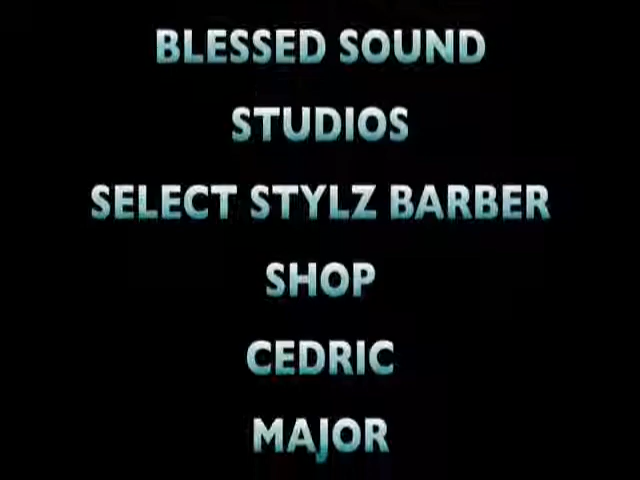 BLESSED SOUND
STUDIOS
SELECT STYLZ BARBER
SHOP
CEDRIC
MAJOR